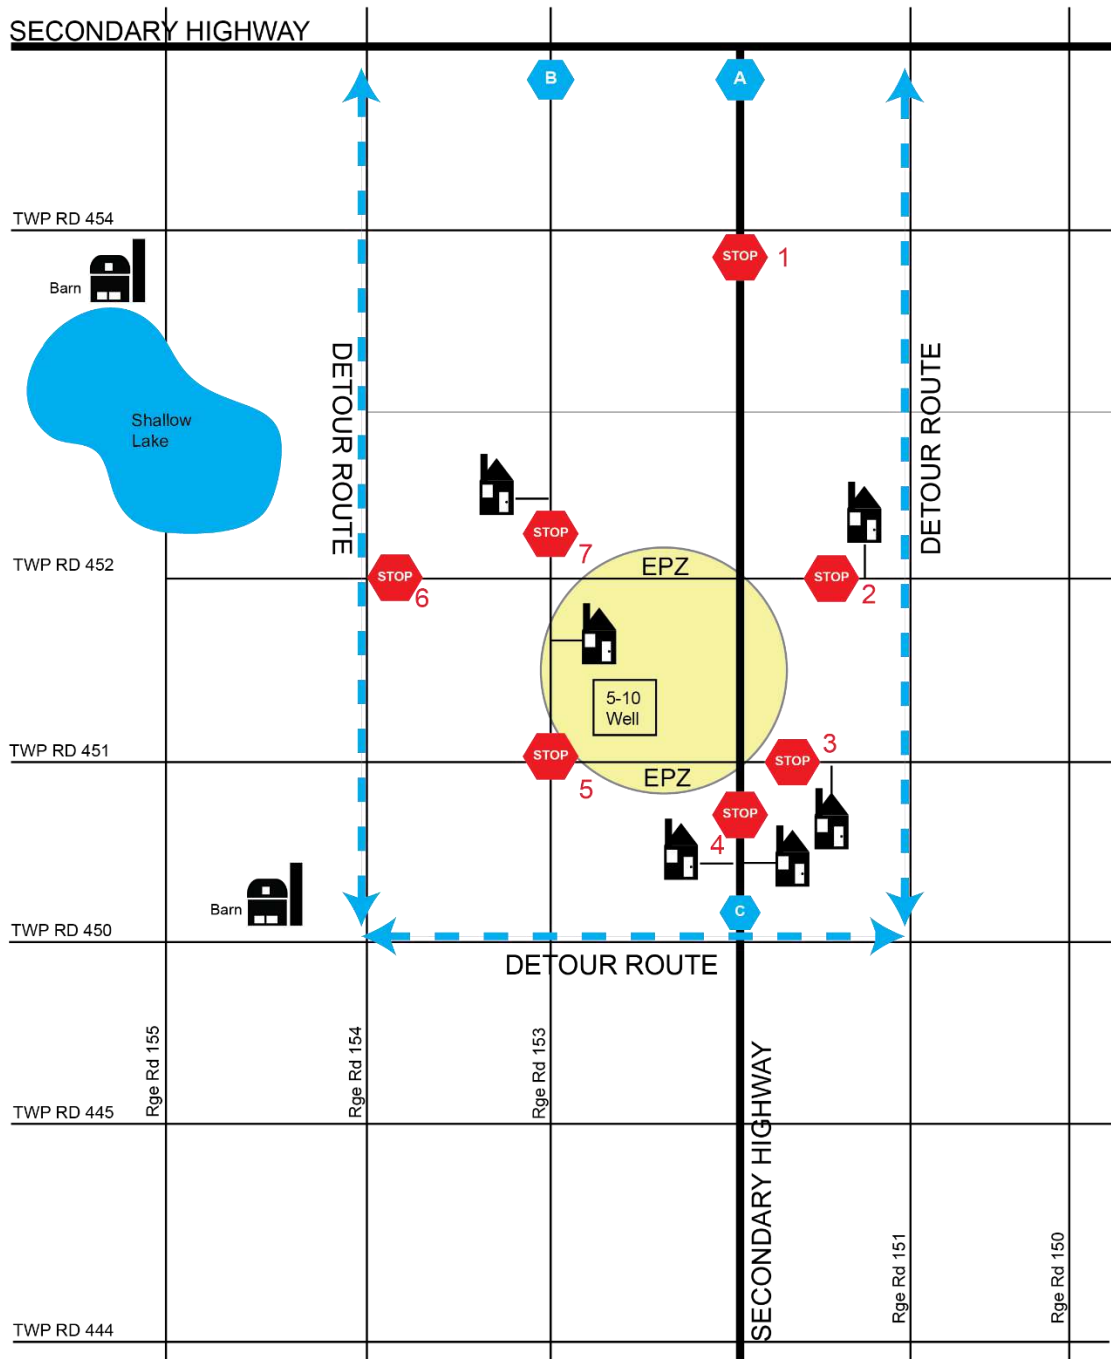 SECONDARY HIGHWAY
B
A
TWP RD 454
STOP 1
Barn
DETOUR ROUTE
DETOUR ROUTE
Shallow
Lake
STOP
7
TWP RD 452
EPZ
STOP
6
STOP
2
5-10
Well
TWP RD 451
STOP
5
EPZ
STOP
3
STOP
4
Barn
C
TWP RD 450
DETOUR ROUTE
Rge Rd 155
Rge Rd 154
Rge Rd 153
SECONDARY HIGHWAY
TWP RD 445
Rge Rd 151
Rge Rd 150
TWP RD 444